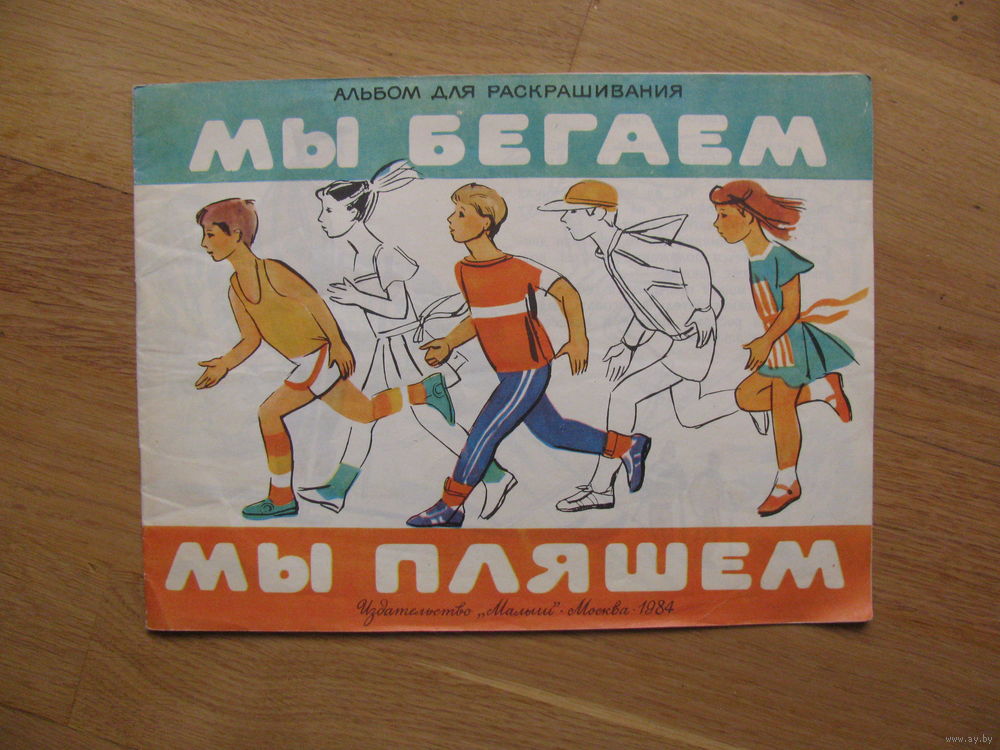 АЛЬБОМ ДЛЯ РАСКРАШИВАНИЯ
МЫ БЕГАЕМ
МЫ ПЛЯШЕМ
Издательство „Малыш" · Москва · 1984
www.ay.by